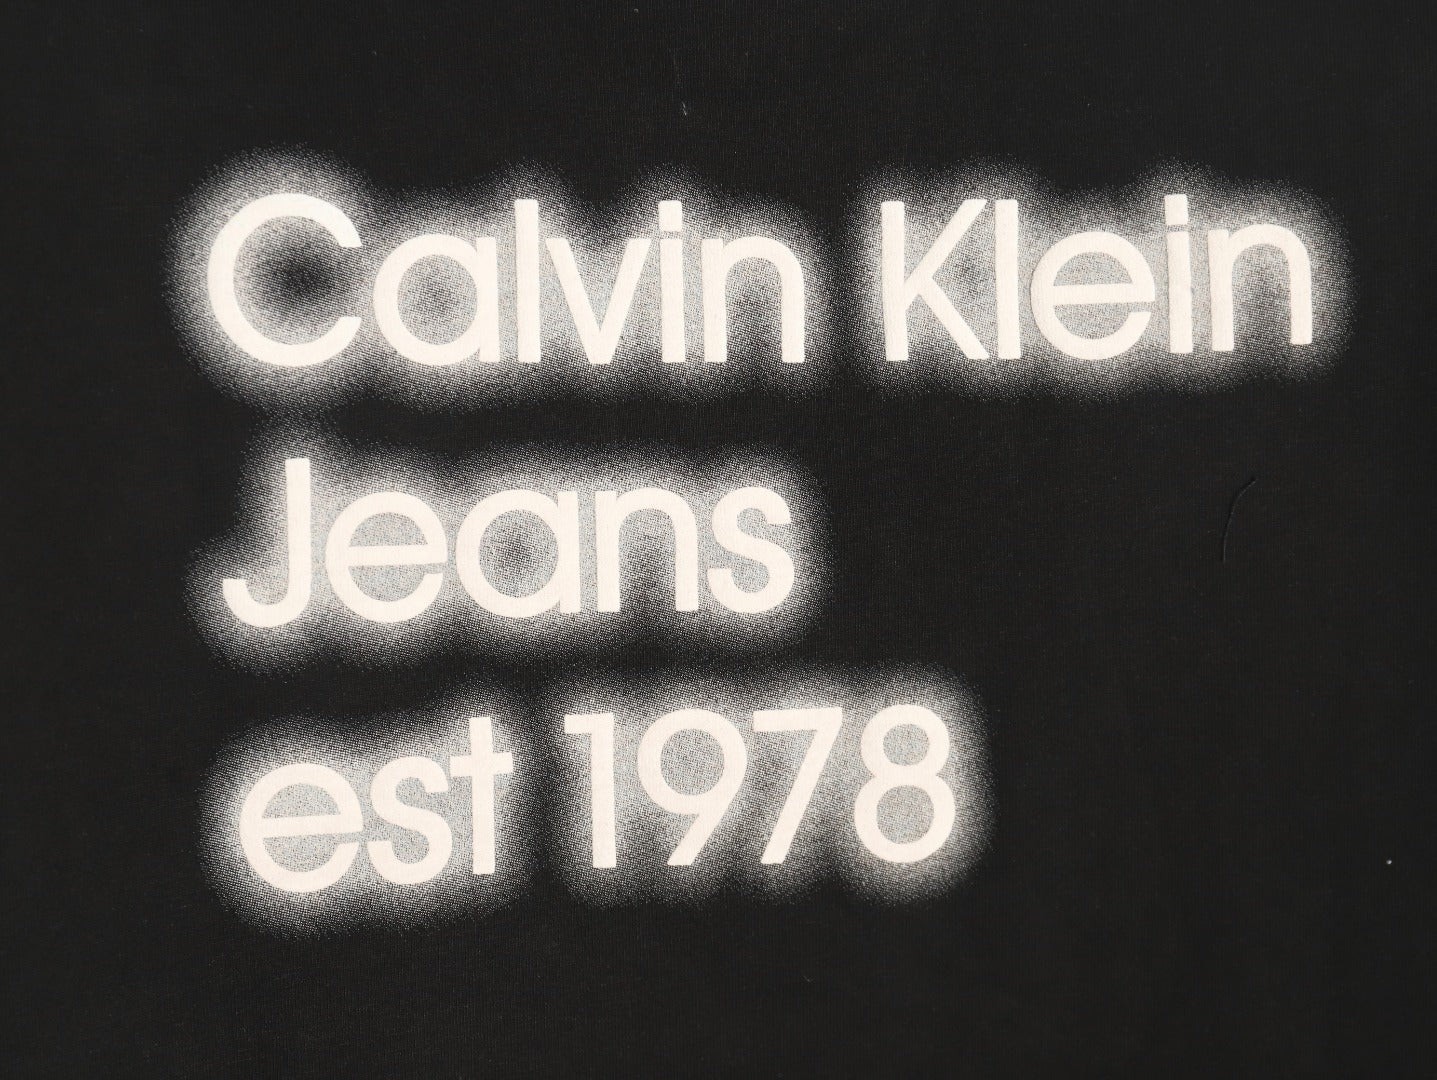 Calvin Klein
Jeans
est 1978